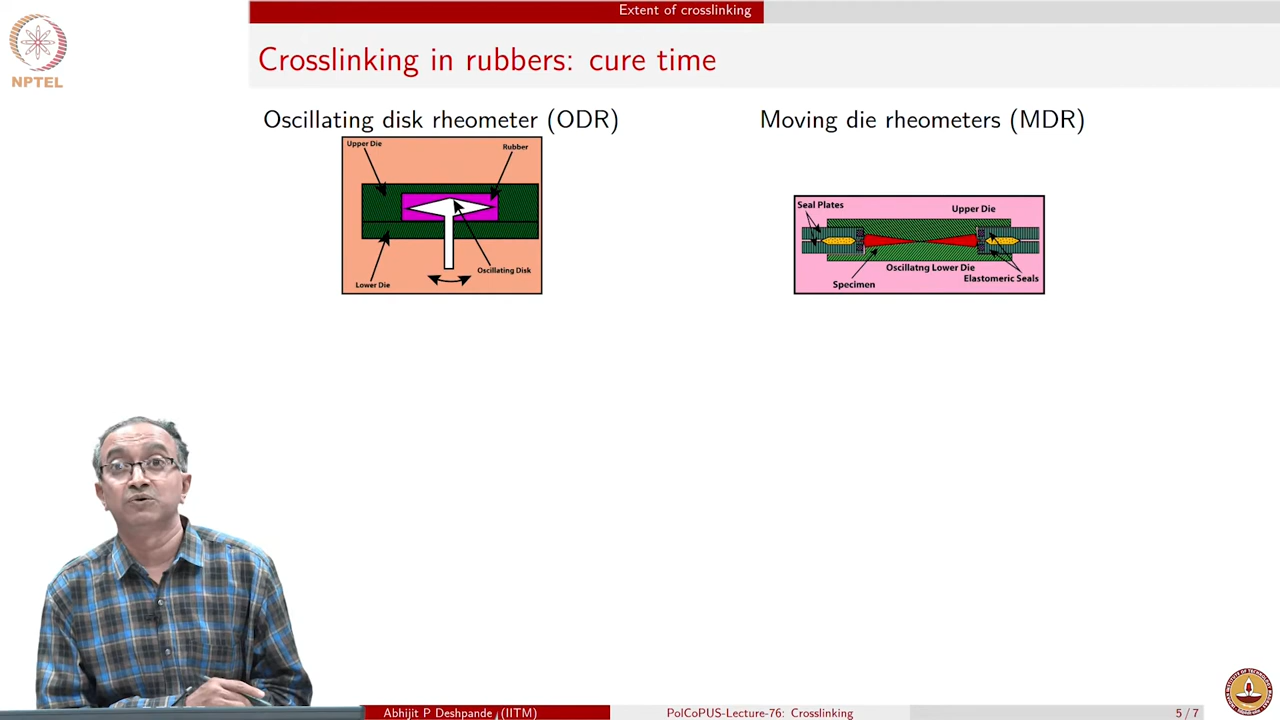 Extent of crosslinking
NPTEL
Crosslinking in rubbers: cure time
Oscillating disk rheometer (ODR)
Upper Die
Rubber
Oscillating Disk
Lower Die
Moving die rheometers (MDR)
Seal Plates
Upper Die
Oscillatng Lower Die
Elastomeric Seals
Specimen
Abhijit P Deshpande (IITM)
PolCoPUS-Lecture-76: Crosslinking
5 / 7